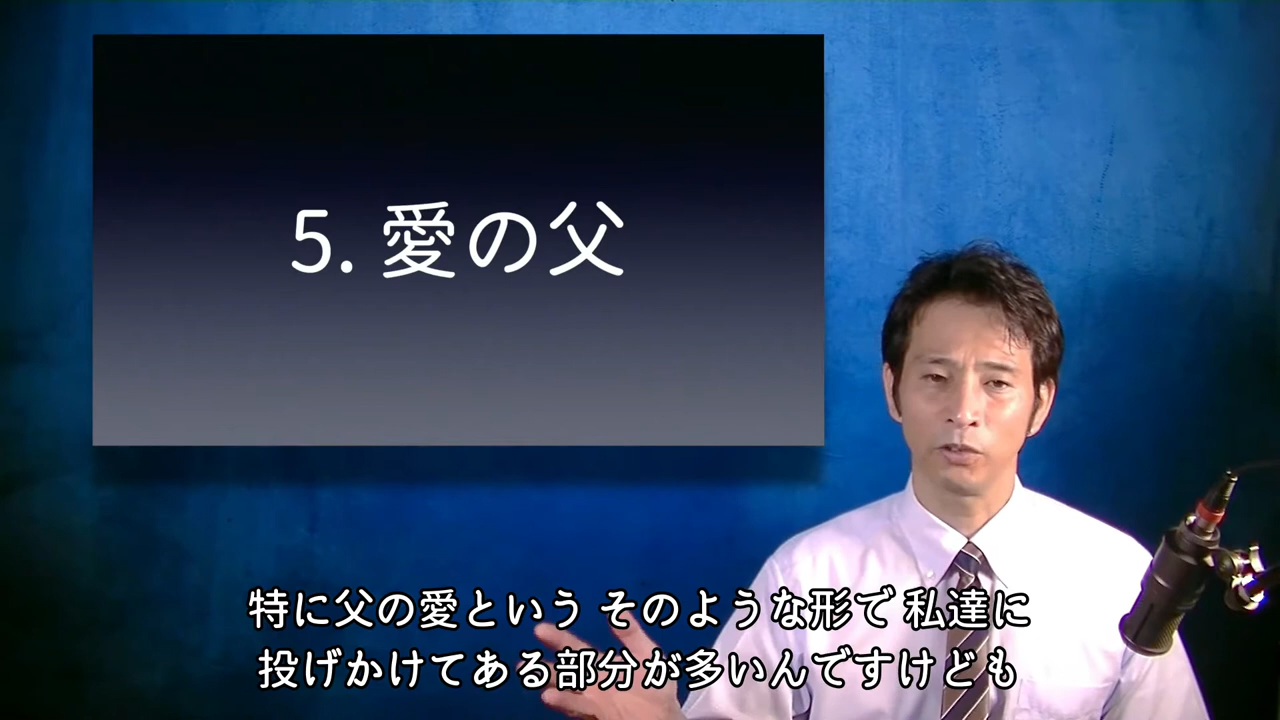 5. 愛の父
特に父の愛という そのような形で 私達に
投げかけてある部分が多いんですけども